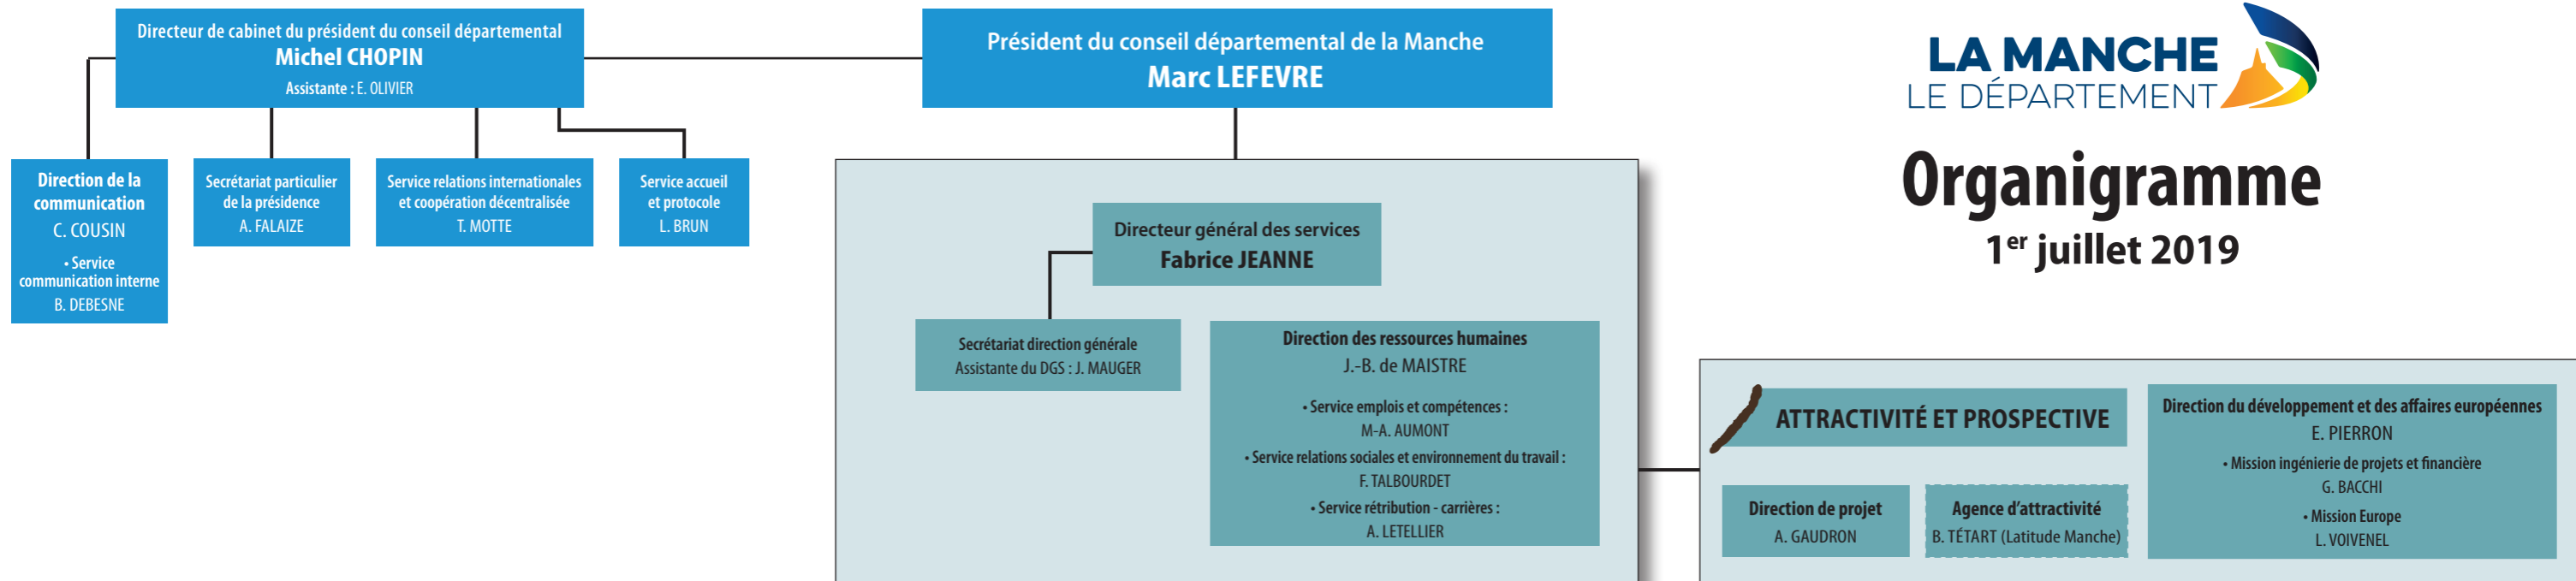 Directeur de cabinet du président du conseil départemental
Michel CHOPIN
Assistante : E. OLIVIER
Président du conseil départemental de la Manche
Marc LEFEVRE
LA MANCHE
LE DÉPARTEMENT
Organigramme
1er juillet 2019
Direction de la
communication
C. COUSIN
• Service
communication interne
B. DEBESNE
Secrétariat particulier
de la présidence
A. FALAIZE
Service relations internationales
et coopération décentralisée
T. MOTTE
Service accueil
et protocole
L. BRUN
Directeur général des services
Fabrice JEANNE
Secrétariat direction générale
Assistante du DGS : J. MAUGER
Direction des ressources humaines
J.-B. de MAISTRE
• Service emplois et compétences :
M-A. AUMONT
• Service relations sociales et environnement du travail :
F. TALBOURDET
• Service rétribution - carrières :
A. LETELLIER
ATTRACTIVITÉ ET PROSPECTIVE
Direction de projet
A. GAUDRON
Agence d’attractivité
B. TÉTART (Latitude Manche)
Direction du développement et des affaires européennes
E. PIERRON
• Mission ingénierie de projets et financière
G. BACCHI
• Mission Europe
L. VOIVENEL